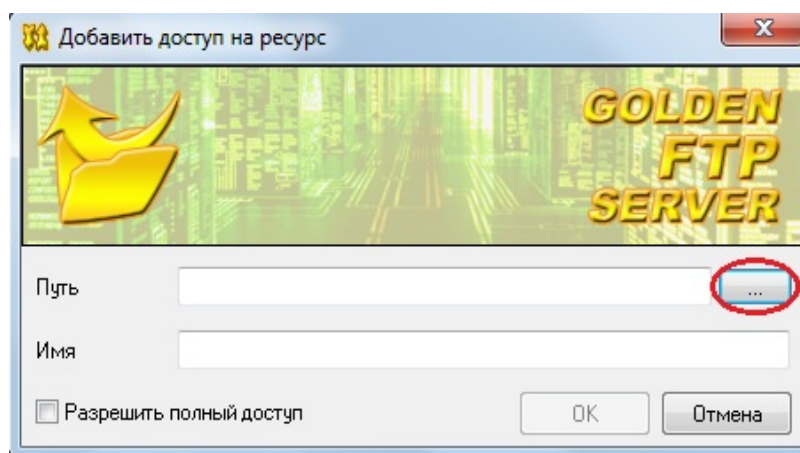 Добавить доступ на ресурс
GOLDEN
FTP
SERVER
Путь
...
Имя
Разрешить полный доступ
OK
Отмена